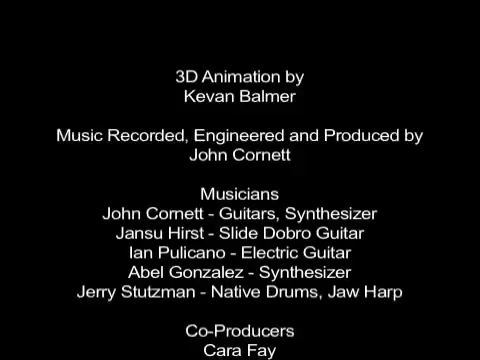 3D Animation by
Kevan Balmer
Music Recorded, Engineered and Produced by
John Cornett
Musicians
John Cornett - Guitars, Synthesizer
Jansu Hirst - Slide Dobro Guitar
Ian Pulicano - Electric Guitar
Abel Gonzalez - Synthesizer
Jerry Stutzman - Native Drums, Jaw Harp
Co-Producers
Cara Fay